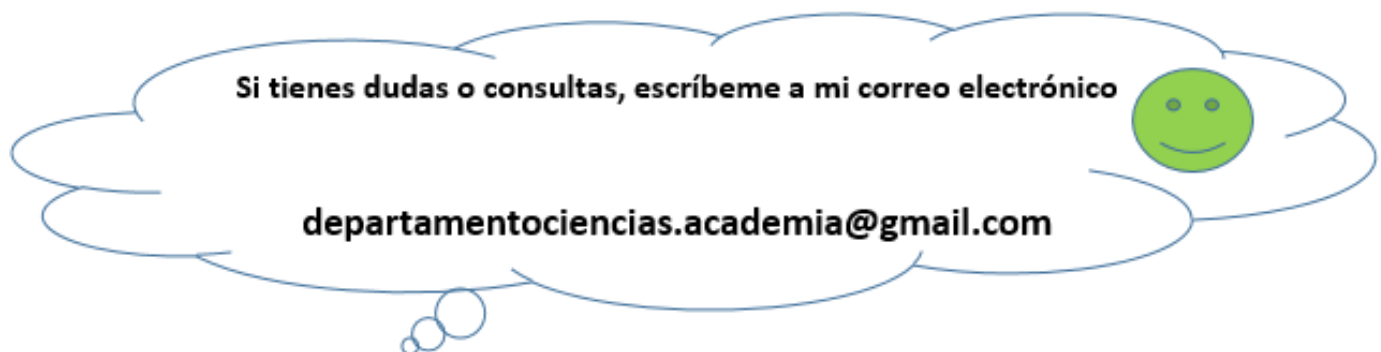 Si tienes dudas o consultas, escríbeme a mi correo electrónico
departamentociencias.academia@gmail.com